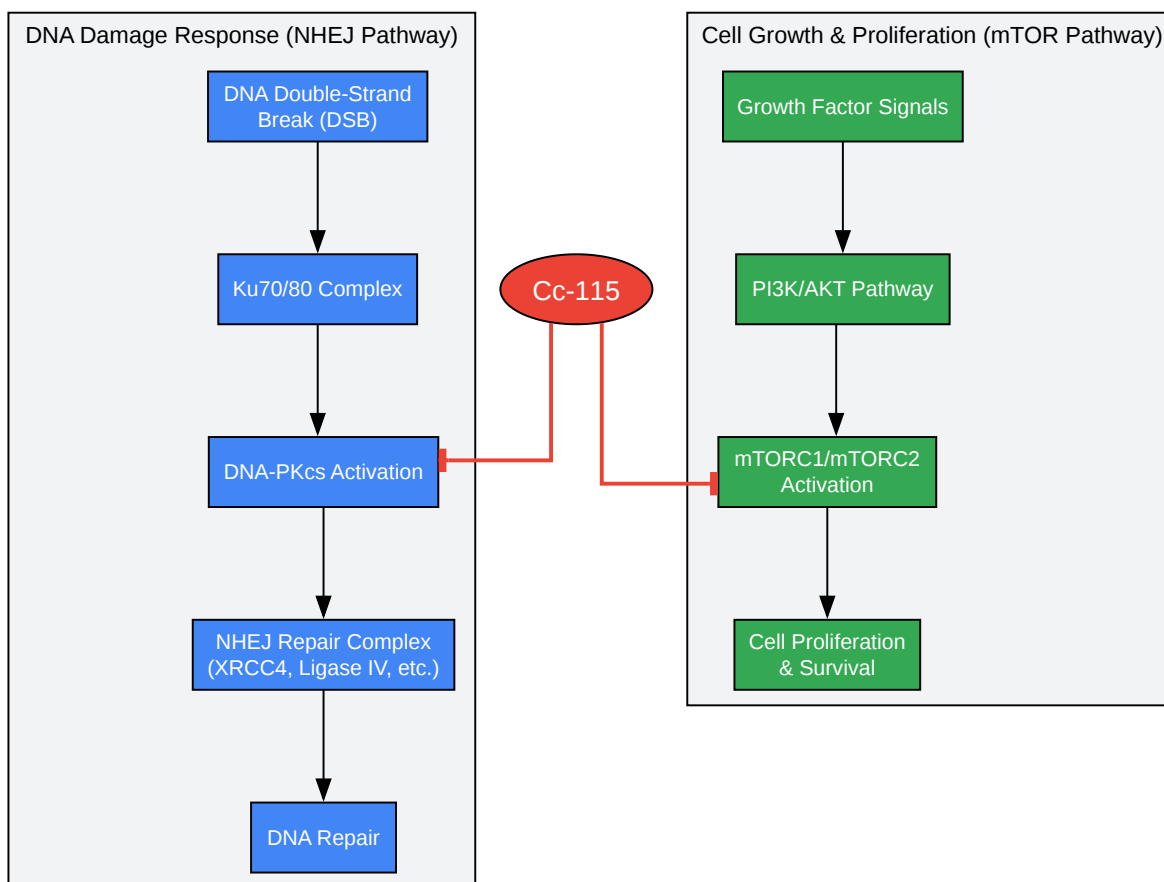 DNA Damage Response (NHEJ Pathway)
DNA Double-Strand
Break (DSB)
Ku70/80 Complex
DNA-PKcs Activation
NHEJ Repair Complex
(XRCC4, Ligase IV, etc.)
DNA Repair
Cc-115
Cell Growth & Proliferation (mTOR Pathway)
Growth Factor Signals
PI3K/AKT Pathway
mTORC1/mTORC2
Activation
Cell Proliferation
& Survival